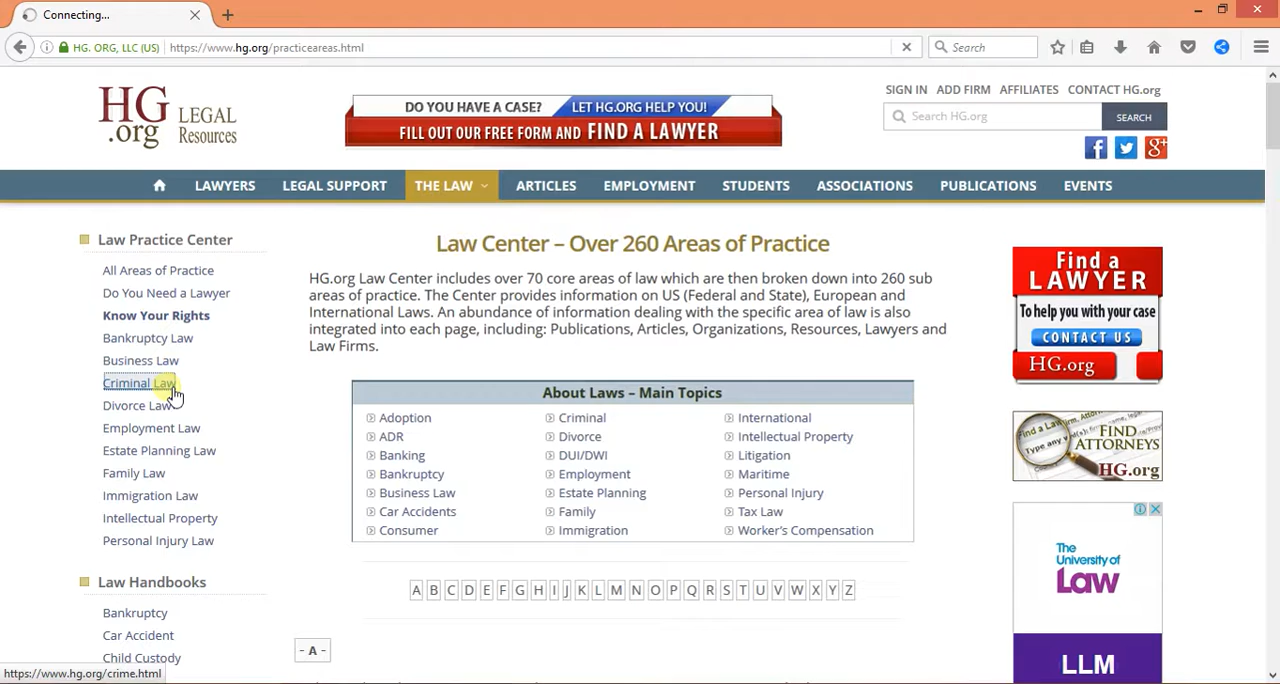 Connecting...
HG. ORG, LLC (US)
https://www.hg.org/practiceareas.html
Search
HG
.org
LEGAL
Resources
DO YOU HAVE A CASE? LET HG.ORG HELP YOU!
FILL OUT OUR FREE FORM AND FIND A LAWYER
SIGN IN ADD FIRM AFFILIATES CONTACT HG.org
Search HG.org SEARCH
LAWYERS LEGAL SUPPORT THE LAW ARTICLES EMPLOYMENT STUDENTS ASSOCIATIONS PUBLICATIONS EVENTS
Law Practice Center
All Areas of Practice
Do You Need a Lawyer
Know Your Rights
Bankruptcy Law
Business Law
Criminal Law
Divorce Law
Employment Law
Estate Planning Law
Family Law
Immigration Law
Intellectual Property
Personal Injury Law
Law Handbooks
Bankruptcy
Car Accident
Child Custody
https://www.hg.org/crime.html
Law Center – Over 260 Areas of Practice
HG.org Law Center includes over 70 core areas of law which are then broken down into 260 sub
areas of practice. The Center provides information on US (Federal and State), European and
International Laws. An abundance of information dealing with the specific area of law is also
integrated into each page, including: Publications, Articles, Organizations, Resources, Lawyers and
Law Firms.
About Laws – Main Topics
Adoption Criminal International
ADR Divorce Intellectual Property
Banking DUI/DWI Litigation
Bankruptcy Employment Maritime
Business Law Estate Planning Personal Injury
Car Accidents Family Tax Law
Consumer Immigration Worker's Compensation
A B C D E F G H I J K L M N O P Q R S T U V W X Y Z
- A -
Find a
LAWYER
To help you with your case
CONTACT US
HG.org
FIND
ATTORNEYS
HG.org
The
University of
Law
LLM